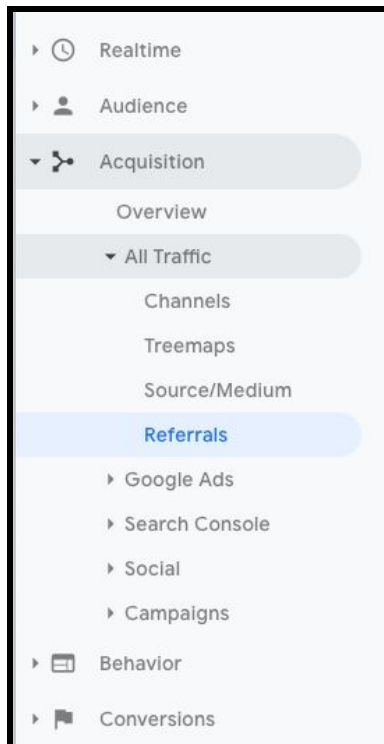 Realtime
Audience
Acquisition
Overview
All Traffic
Channels
Treemaps
Source/Medium
Referrals
Google Ads
Search Console
Social
Campaigns
Behavior
Conversions